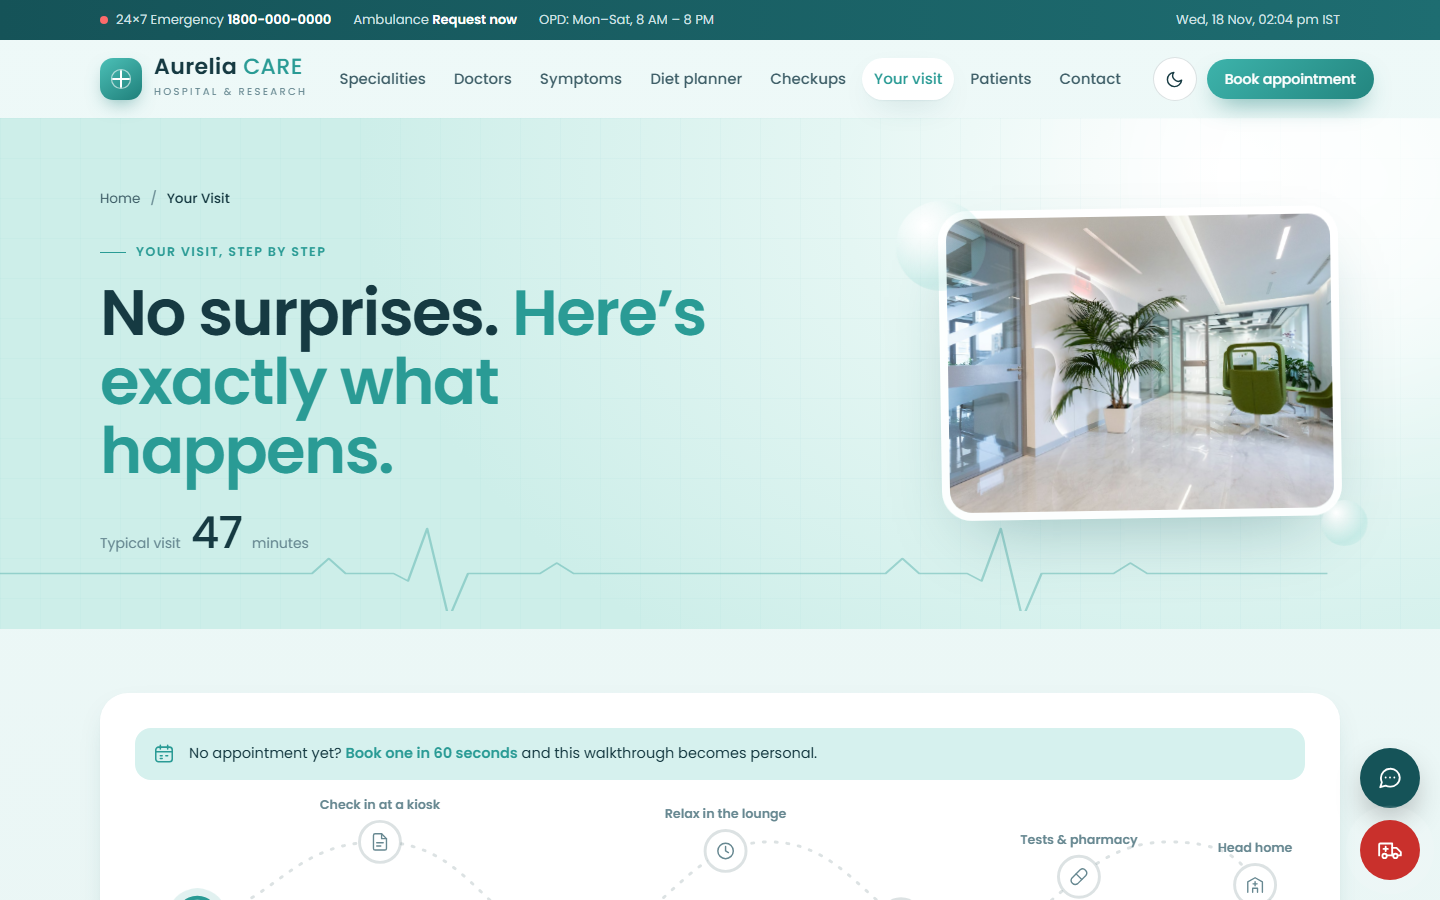 24×7 Emergency 1800-000-0000 Ambulance Request now OPD: Mon–Sat, 8 AM – 8 PM Wed, 18 Nov, 02:04 pm IST
Aurelia CARE
HOSPITAL & RESEARCH
Specialities Doctors Symptoms Diet planner Checkups Your visit Patients Contact Book appointment
Home / Your Visit
YOUR VISIT, STEP BY STEP
No surprises. Here’s
exactly what
happens.
Typical visit 47 minutes
No appointment yet? Book one in 60 seconds and this walkthrough becomes personal.
Check in at a kiosk
Relax in the lounge
Tests & pharmacy
Head home